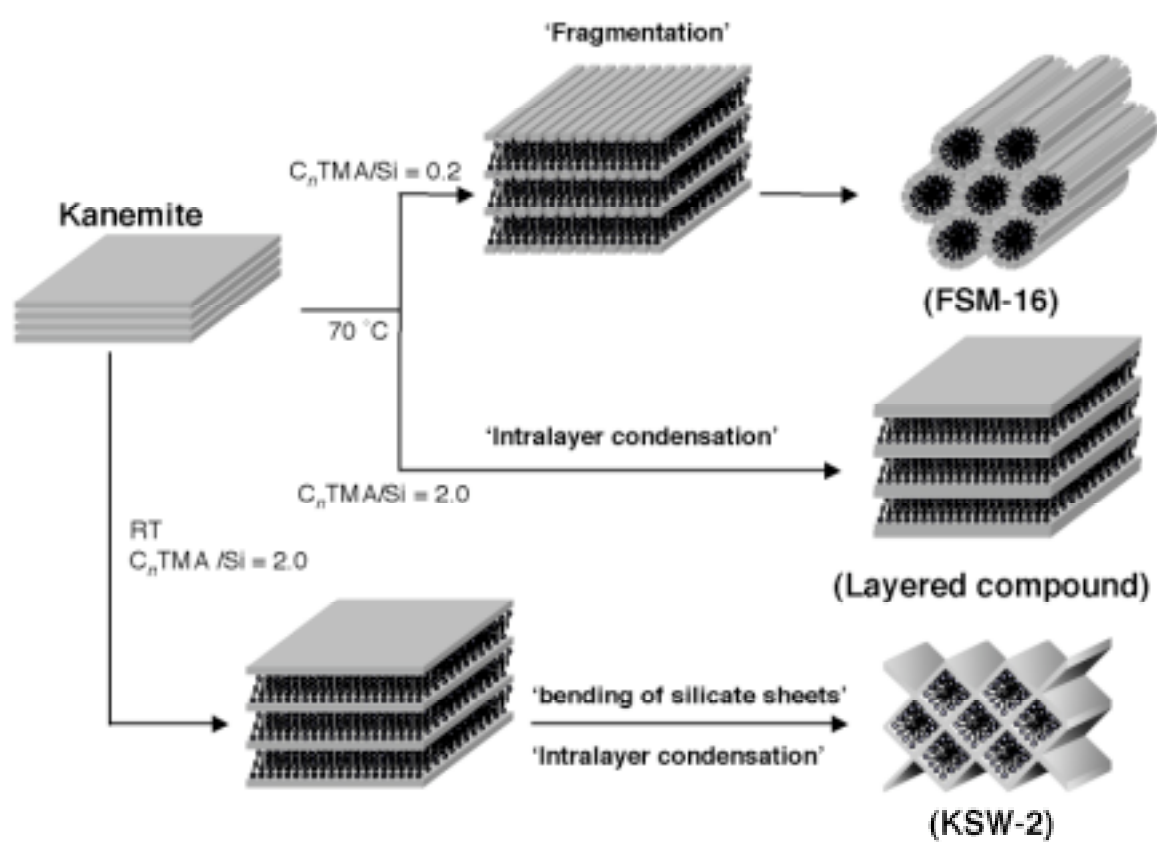 ‘Fragmentation’
CnTMA/Si = 0.2
Kanemite
(FSM-16)
70 °C
‘Intralayer condensation’
CnTMA/Si = 2.0
RT
CnTMA /Si = 2.0
(Layered compound)
‘bending of silicate sheets’
‘Intralayer condensation’
(KSW-2)